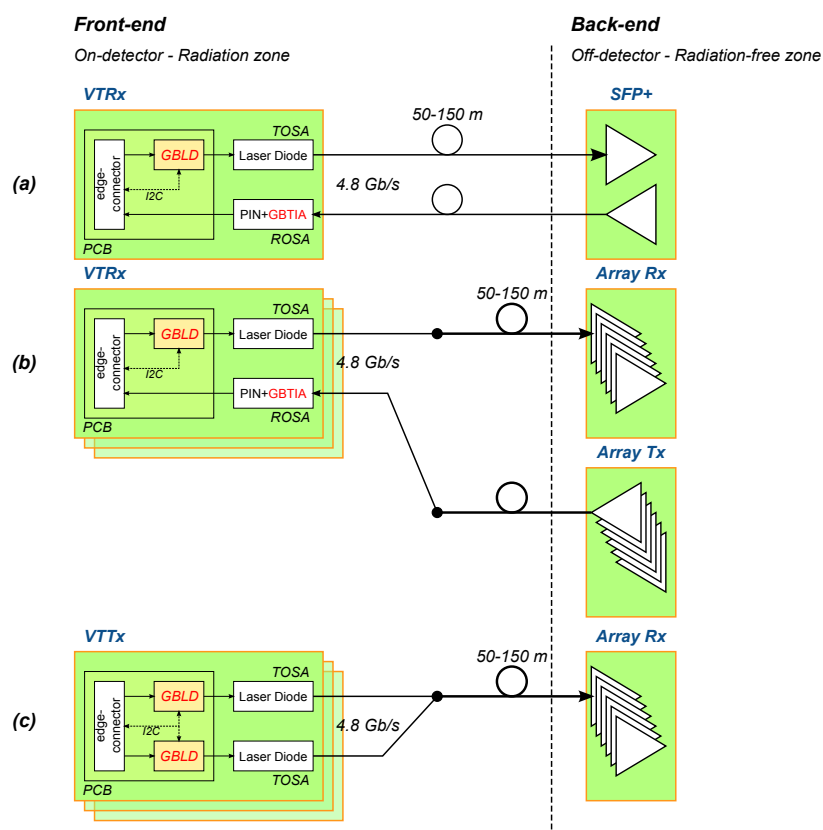 Front-end
On-detector - Radiation zone
Back-end
Off-detector - Radiation-free zone
(a)
VTRx
PCB
edge-
connector
GBLD
I2C
TOSA
Laser Diode
PIN+GBTIA
ROSA
4.8 Gb/s
50-150 m
SFP+
(b)
VTRx
PCB
edge-
connector
GBLD
I2C
TOSA
Laser Diode
PIN+GBTIA
ROSA
4.8 Gb/s
50-150 m
Array Rx
Array Tx
(c)
VTTx
PCB
edge-
connector
GBLD
I2C
GBLD
TOSA
Laser Diode
Laser Diode
TOSA
4.8 Gb/s
50-150 m
Array Rx